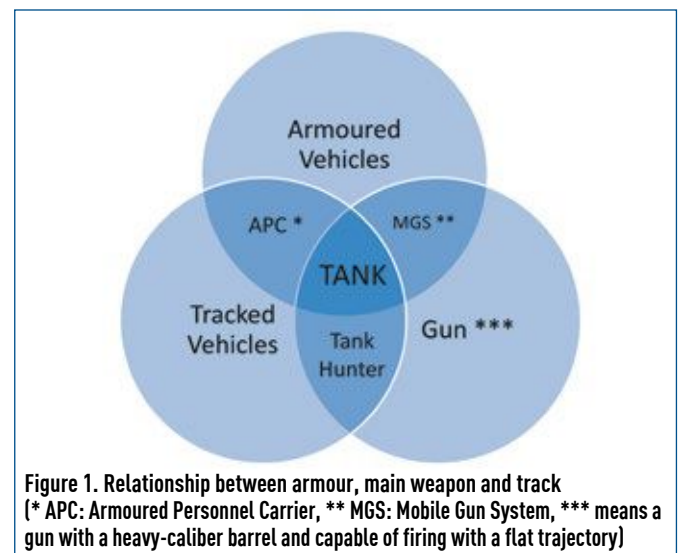 Armoured
Vehicles
APC *
MGS **
TANK
Tracked
Vehicles
Gun ***
Tank
Hunter
Figure 1. Relationship between armour, main weapon and track
(* APC: Armoured Personnel Carrier, ** MGS: Mobile Gun System, *** means a
gun with a heavy-caliber barrel and capable of firing with a flat trajectory)